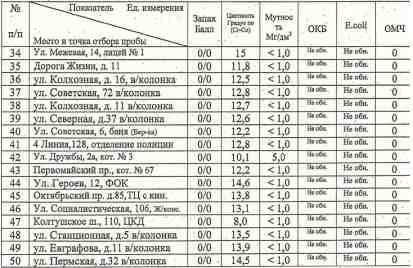 № п/п Показатель Ед. измерения Место и точка отбора пробы Запах Балл Цветность Градус по (Cr-Co) Мутность Мг/дм³ ОКБ E.coli ОМЧ
34 Ул. Межевая, 14, лицей № 1 0/0 15 < 1,0 Не обн. Не обн. 0
35 Дорога Жизни, д. 11 0/0 11,8 < 1,0 Не обн. Не обн. 0
36 ул. Колхозная, д. 16, в/колонка 0/0 12,5 < 1,0 Не обн. Не обн. 0
37 ул. Советская, 72 в/колонка 0/0 12,8 < 1,0 Не обн. Не обн. 0
38 ул. Колхозная, д. 11 в/колонка 0/0 12,7 < 1,0 Не обн. Не обн. 0
39 ул. Северная, д.37 в/колонка 0/0 12,6 < 1,0 Не обн. Не обн. 0
40 ул. Советская, 6, баня (Вер-ва) 0/0 12,2 < 1,0 Не обн. Не обн. 0
41 4 Линия,128, отделение полиции 0/0 12,8 < 1,0 Не обн. Не обн. 0
42 ул. Дружбы, 2а, кот. № 3 0/0 10,1 5,0 Не обн. Не обн. 0
43 Первомайский пр., кот. № 67 0/0 12,2 < 1,0 Не обн. Не обн. 0
44 ул. Героев, 12, ФОК 0/0 14,6 < 1,0 Не обн. Не обн. 0
45 Октябрьский пр. д.85,ТЦ с кин. 0/0 13,8 < 1,0 Не обн. Не обн. 0
46 Ул. Социалистическая, 106, Ж/комс. 0/0 13,1 < 1,0 Не обн. Не обн. 0
47 Колтушское ш., 110, ЦКД 0/0 8,0 < 1,0 Не обн. Не обн. 0
48 ул. Станционная, д.5 в/колонка 0/0 13,5 < 1,0 Не обн. Не обн. 0
49 ул. Евграфова, д.11 в/колонка 0/0 13,9 < 1,0 Не обн. Не обн. 0
50 ул. Пермская, д.32 в/колонка 0/0 14,5 < 1,0 Не обн. Не обн. 0